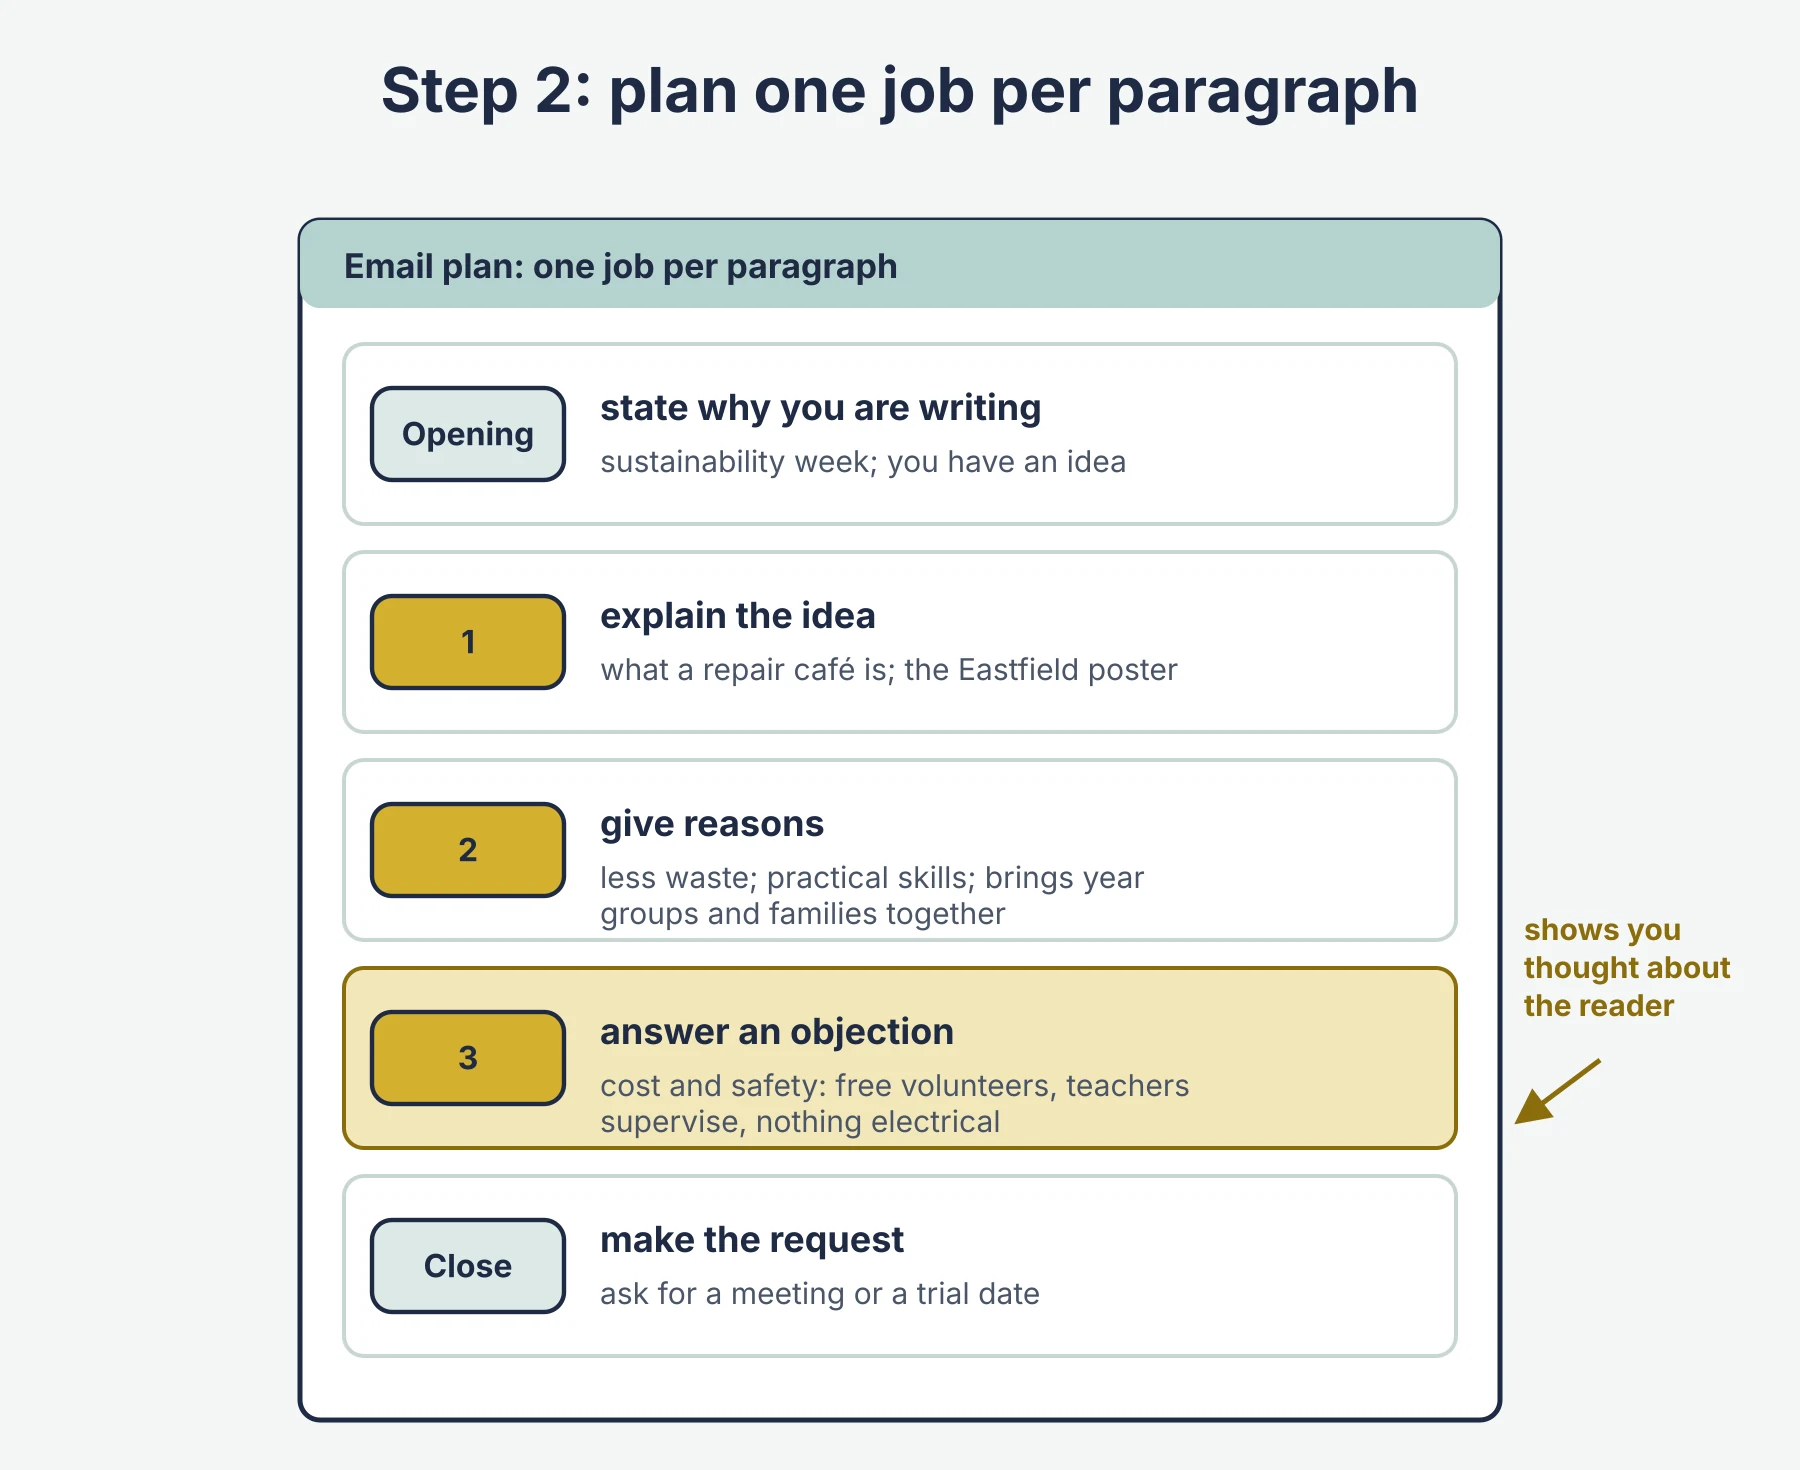 Step 2: plan one job per paragraph
Email plan: one job per paragraph
Opening
state why you are writing
sustainability week; you have an idea
1
explain the idea
what a repair café is; the Eastfield poster
2
give reasons
less waste; practical skills; brings year
groups and families together
3
answer an objection
cost and safety: free volunteers, teachers
supervise, nothing electrical
shows you
thought about
the reader
Close
make the request
ask for a meeting or a trial date